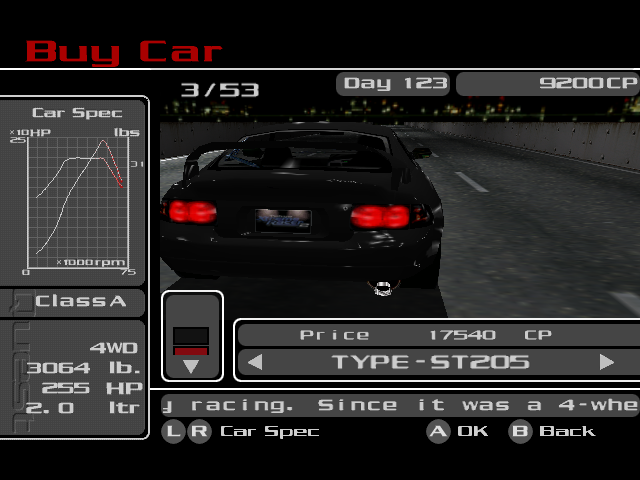 Buy Car
3/53
Day 123
9200CP
Car Spec
×10HP
lbs
25
31
×1000rpm
0
75
ClassA
4WD
3064 lb.
255 HP
2.0 ltr
Price 17540 CP
TYPE-ST205
y racing. Since it was a 4-whe
L R Car Spec
A OK
B Back